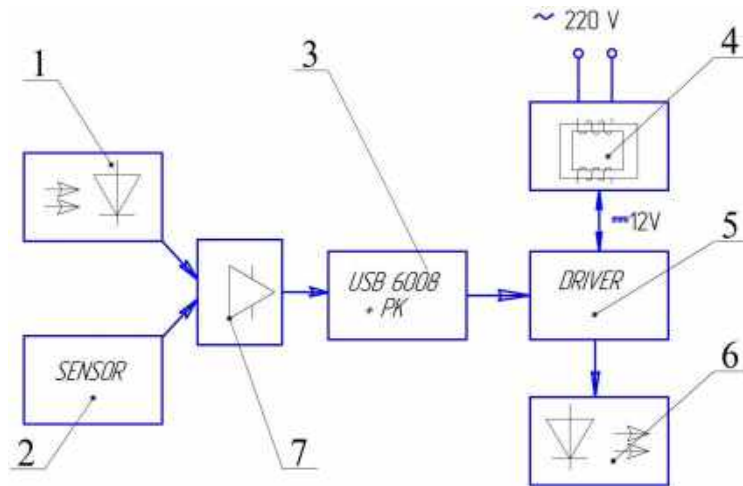 ~ 220 V
1
3
4
USB 6008
+ PK
12V
5
DRIVER
SENSOR
2
7
6